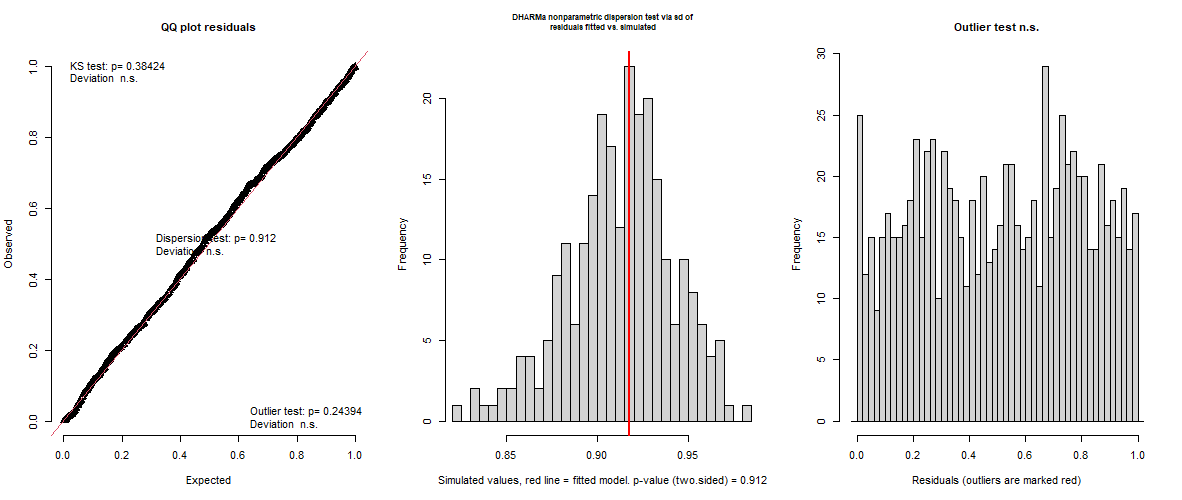 QQ plot residuals
KS test: p= 0.38424
Deviation n.s.
Dispersion test: p= 0.912
Deviation n.s.
Outlier test: p= 0.24394
Deviation n.s.
Observed
1.0
0.8
0.6
0.4
0.2
0.0
0.0 0.2 0.4 0.6 0.8 1.0
Expected
DHARMa nonparametric dispersion test via sd of
residuals fitted vs. simulated
Frequency
20
15
10
5
0
0.85 0.90 0.95
Simulated values, red line = fitted model. p-value (two.sided) = 0.912
Outlier test n.s.
Frequency
30
25
20
15
10
5
0
0.0 0.2 0.4 0.6 0.8 1.0
Residuals (outliers are marked red)